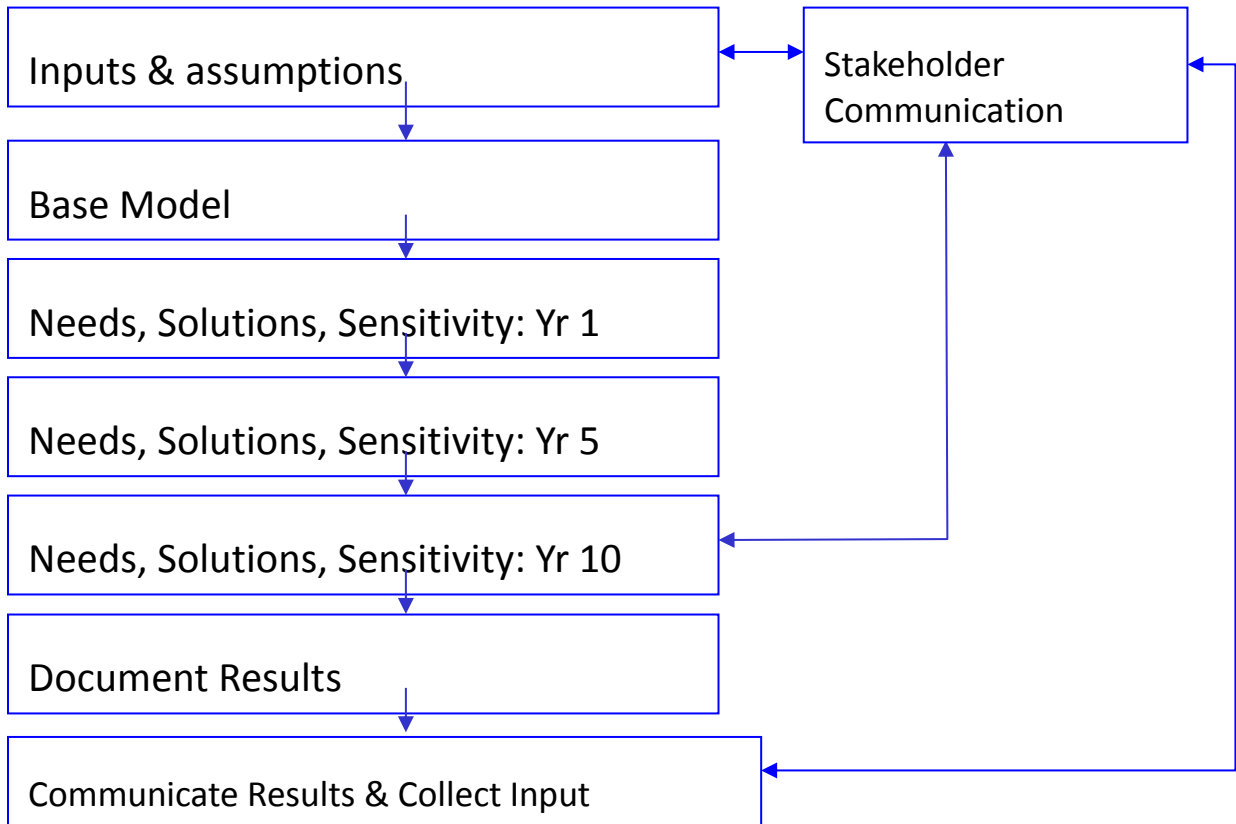 Inputs & assumptions
Stakeholder
Communication
Base Model
Needs, Solutions, Sensitivity: Yr 1
Needs, Solutions, Sensitivity: Yr 5
Needs, Solutions, Sensitivity: Yr 10
Document Results
Communicate Results & Collect Input